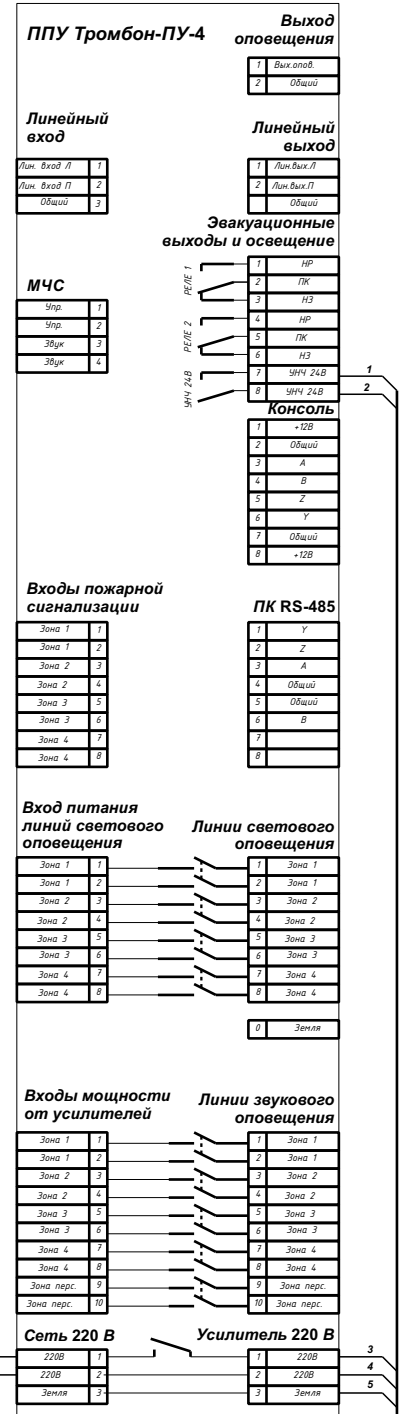 ППУ Тромбон-ПУ-4
Выход
оповещения
1 Вых.опов.
2 Общий
Линейный
вход
Лин. вход Л 1
Лин. вход П 2
Общий 3
Линейный
выход
1 Лин.вых.Л
2 Лин.вых.П
Общий
Эвакуационные
выходы и освещение
РЕЛЕ 1
РЕЛЕ 2
УНЧ 24В
1 НР
2 ПК
3 НЗ
4 НР
5 ПК
6 НЗ
7 УНЧ 24В 1
8 УНЧ 24В 2
МЧС
Упр. 1
Упр. 2
Звук 3
Звук 4
Консоль
1 +12В
2 Общий
3 A
4 B
5 Z
6 Y
7 Общий
8 +12В
Входы пожарной
сигнализации
Зона 1 1
Зона 1 2
Зона 2 3
Зона 2 4
Зона 3 5
Зона 3 6
Зона 4 7
Зона 4 8
ПК RS-485
1 Y
2 Z
3 A
4 Общий
5 Общий
6 B
7
8
Вход питания
линий светового
оповещения
Зона 1 1
Зона 1 2
Зона 2 3
Зона 2 4
Зона 3 5
Зона 3 6
Зона 4 7
Зона 4 8
Линии светового
оповещения
1 Зона 1
2 Зона 1
3 Зона 2
4 Зона 2
5 Зона 3
6 Зона 3
7 Зона 4
8 Зона 4
0 Земля
Входы мощности
от усилителей
Зона 1 1
Зона 1 2
Зона 2 3
Зона 2 4
Зона 3 5
Зона 3 6
Зона 4 7
Зона 4 8
Зона перс. 9
Зона перс. 10
Линии звукового
оповещения
1 Зона 1
2 Зона 1
3 Зона 2
4 Зона 2
5 Зона 3
6 Зона 3
7 Зона 4
8 Зона 4
9 Зона перс.
10 Зона перс.
Сеть 220 В
220В 1
220В 2
Земля 3
Усилитель 220 В
1 220В 3
2 220В 4
3 Земля 5